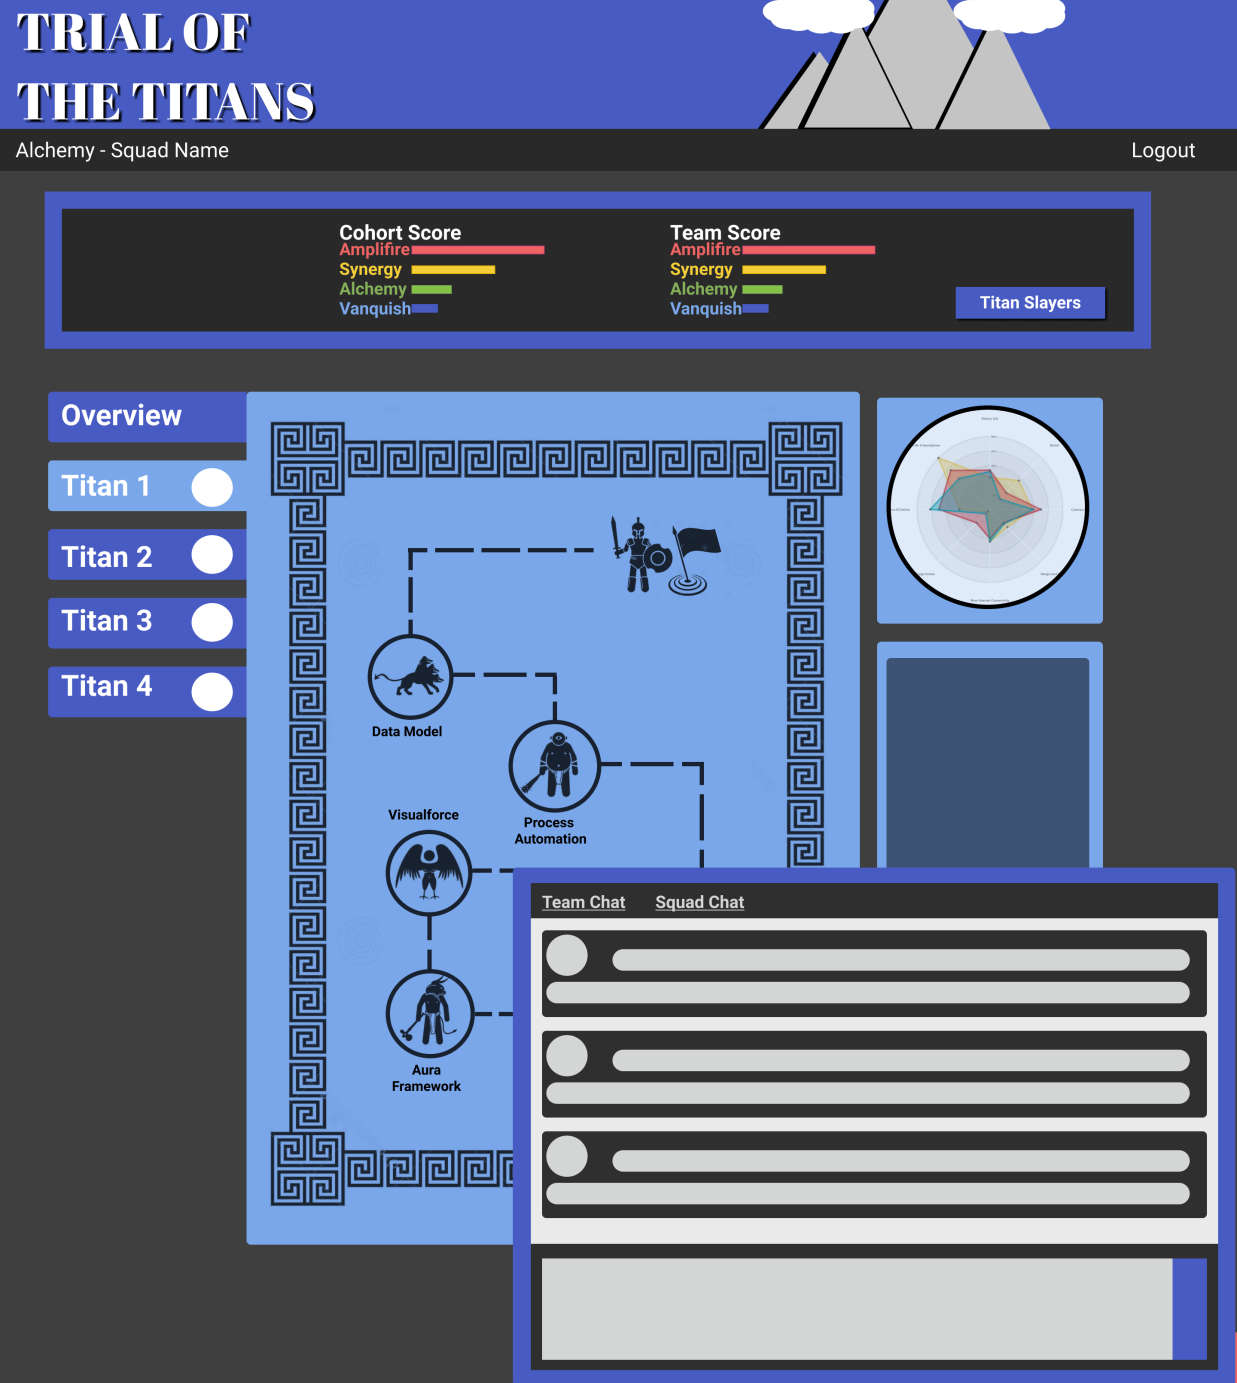 TRIAL OF
THE TITANS
Alchemy - Squad Name
Logout
Cohort Score
Amplifire
Synergy
Alchemy
Vanquish
Team Score
Amplifire
Synergy
Alchemy
Vanquish
Titan Slayers
Overview
Titan 1
Titan 2
Titan 3
Titan 4
Data Model
Process
Automation
Visualforce
Aura
Framework
Team Chat
Squad Chat